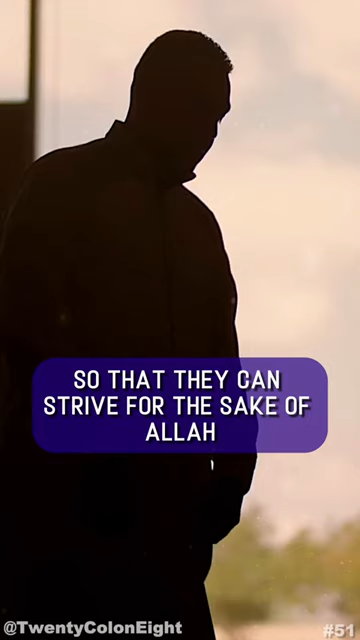 SO THAT THEY CAN
STRIVE FOR THE SAKE OF
ALLAH
@TwentyColonEight
#51